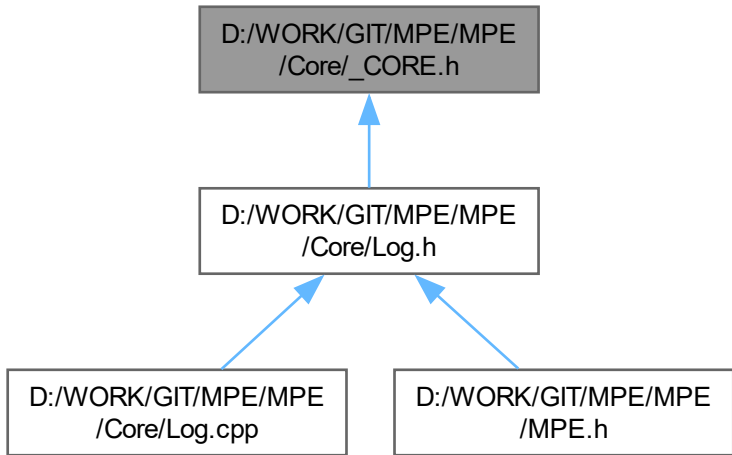 D:/WORK/GIT/MPE/MPE
/Core/_CORE.h
D:/WORK/GIT/MPE/MPE
/Core/Log.h
D:/WORK/GIT/MPE/MPE
/Core/Log.cpp
D:/WORK/GIT/MPE/MPE
/MPE.h